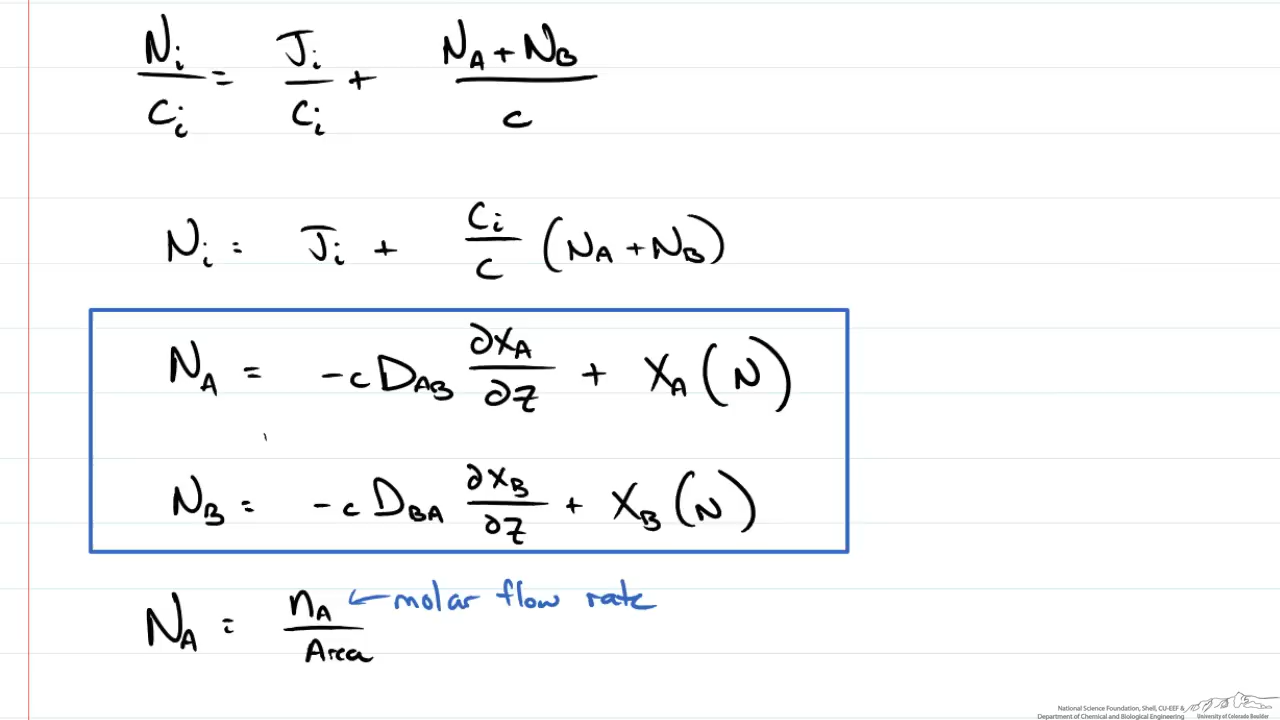 N_i / C_i = J_i / C_i + (N_A + N_B) / c
N_i = J_i + C_i / c (N_A + N_B)
N_A = -c D_AB ∂X_A / ∂Z + X_A (N)
N_B = -c D_BA ∂X_B / ∂Z + X_B (N)
N_A = n_A / Area ← molar flow rate
National Science Foundation, Shell, CU-EEF &
Department of Chemical and Biological Engineering
University of Colorado Boulder